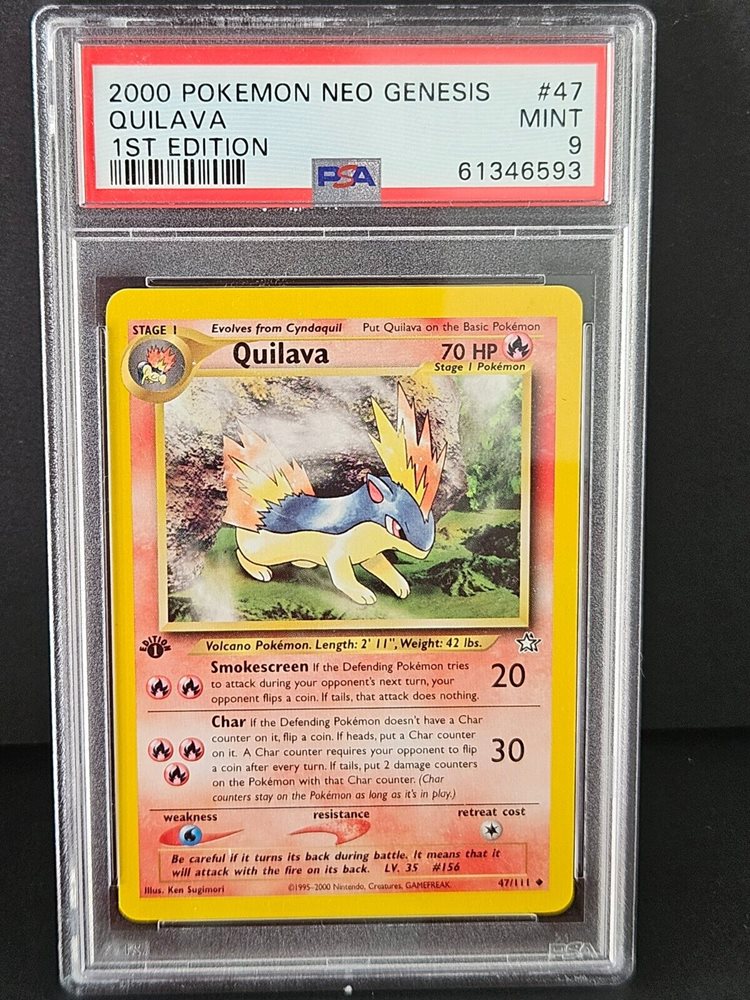 2000 POKEMON NEO GENESIS #47
QUILAVA MINT
1ST EDITION 9
PSA 61346593
STAGE 1 Evolves from Cyndaquil Put Quilava on the Basic Pokémon
Quilava 70 HP
Stage 1 Pokémon
EDITION
1
Volcano Pokémon. Length: 2' 11", Weight: 42 lbs.
Smokescreen If the Defending Pokémon tries
to attack during your opponent's next turn, your 20
opponent flips a coin. If tails, that attack does nothing.
Char If the Defending Pokémon doesn't have a Char
counter on it, flip a coin. If heads, put a Char counter
on it. A Char counter requires your opponent to flip 30
a coin after every turn. If tails, put 2 damage counters
on the Pokémon with that Char counter. (Char
counters stay on the Pokémon as long as it's in play.)
weakness resistance retreat cost
Be careful if it turns its back during battle. It means that it
will attack with the fire on its back. LV. 35 #156
Illus. Ken Sugimori ©1995-2000 Nintendo, Creatures, GAMEFREAK. 47/111
PSA